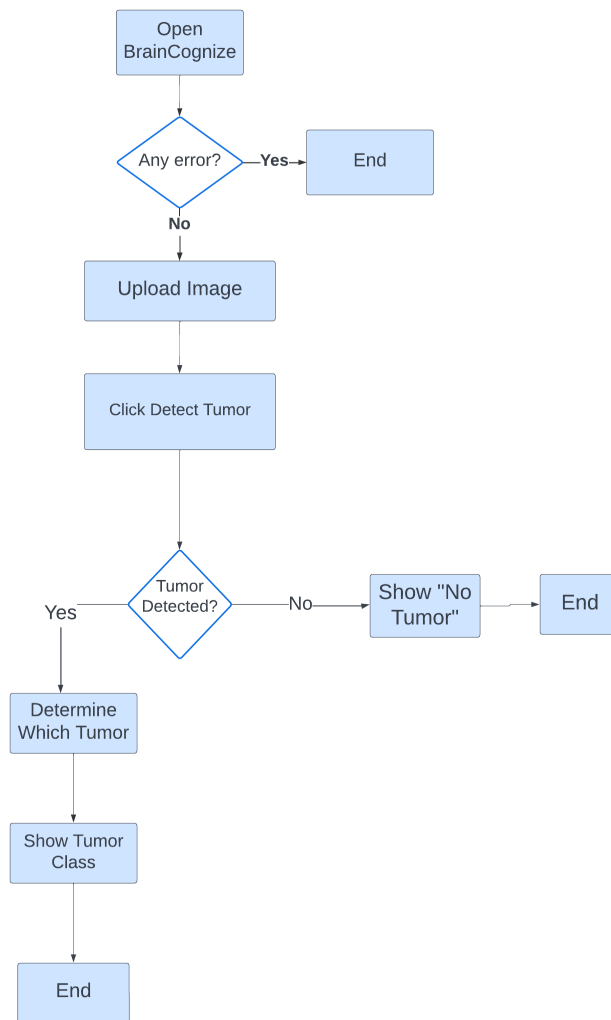 Open
BrainCognize
Any error?
Yes
End
No
Upload Image
Click Detect Tumor
Tumor
Detected?
Yes
No
Show "No
Tumor"
End
Determine
Which Tumor
Show Tumor
Class
End